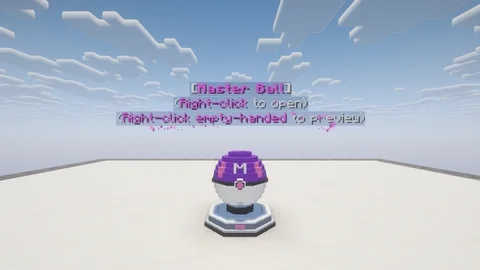 [Master Ball]
(Right-click to open)
(Right-click empty-handed to preview)
M